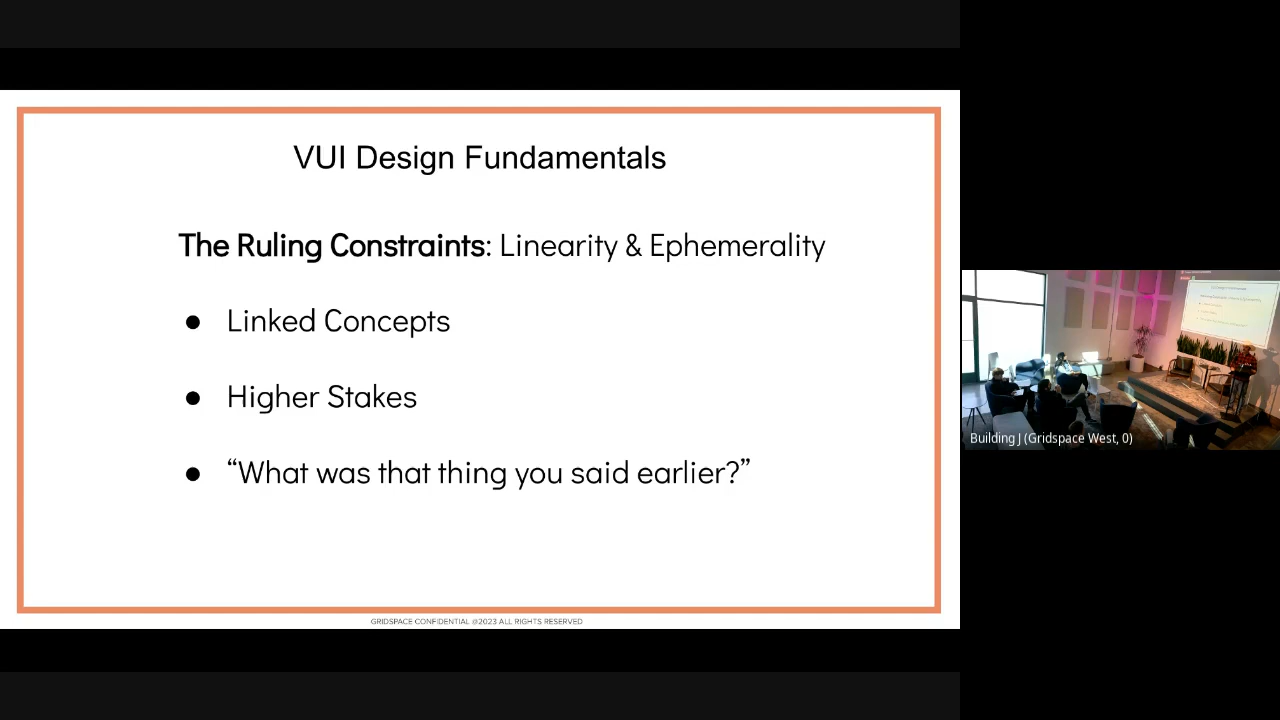 VUI Design Fundamentals
The Ruling Constraints: Linearity & Ephemerality
● Linked Concepts
● Higher Stakes
● “What was that thing you said earlier?”
GRIDSPACE CONFIDENTIAL @2023 ALL RIGHTS RESERVED
Building J (Gridspace West, 0)